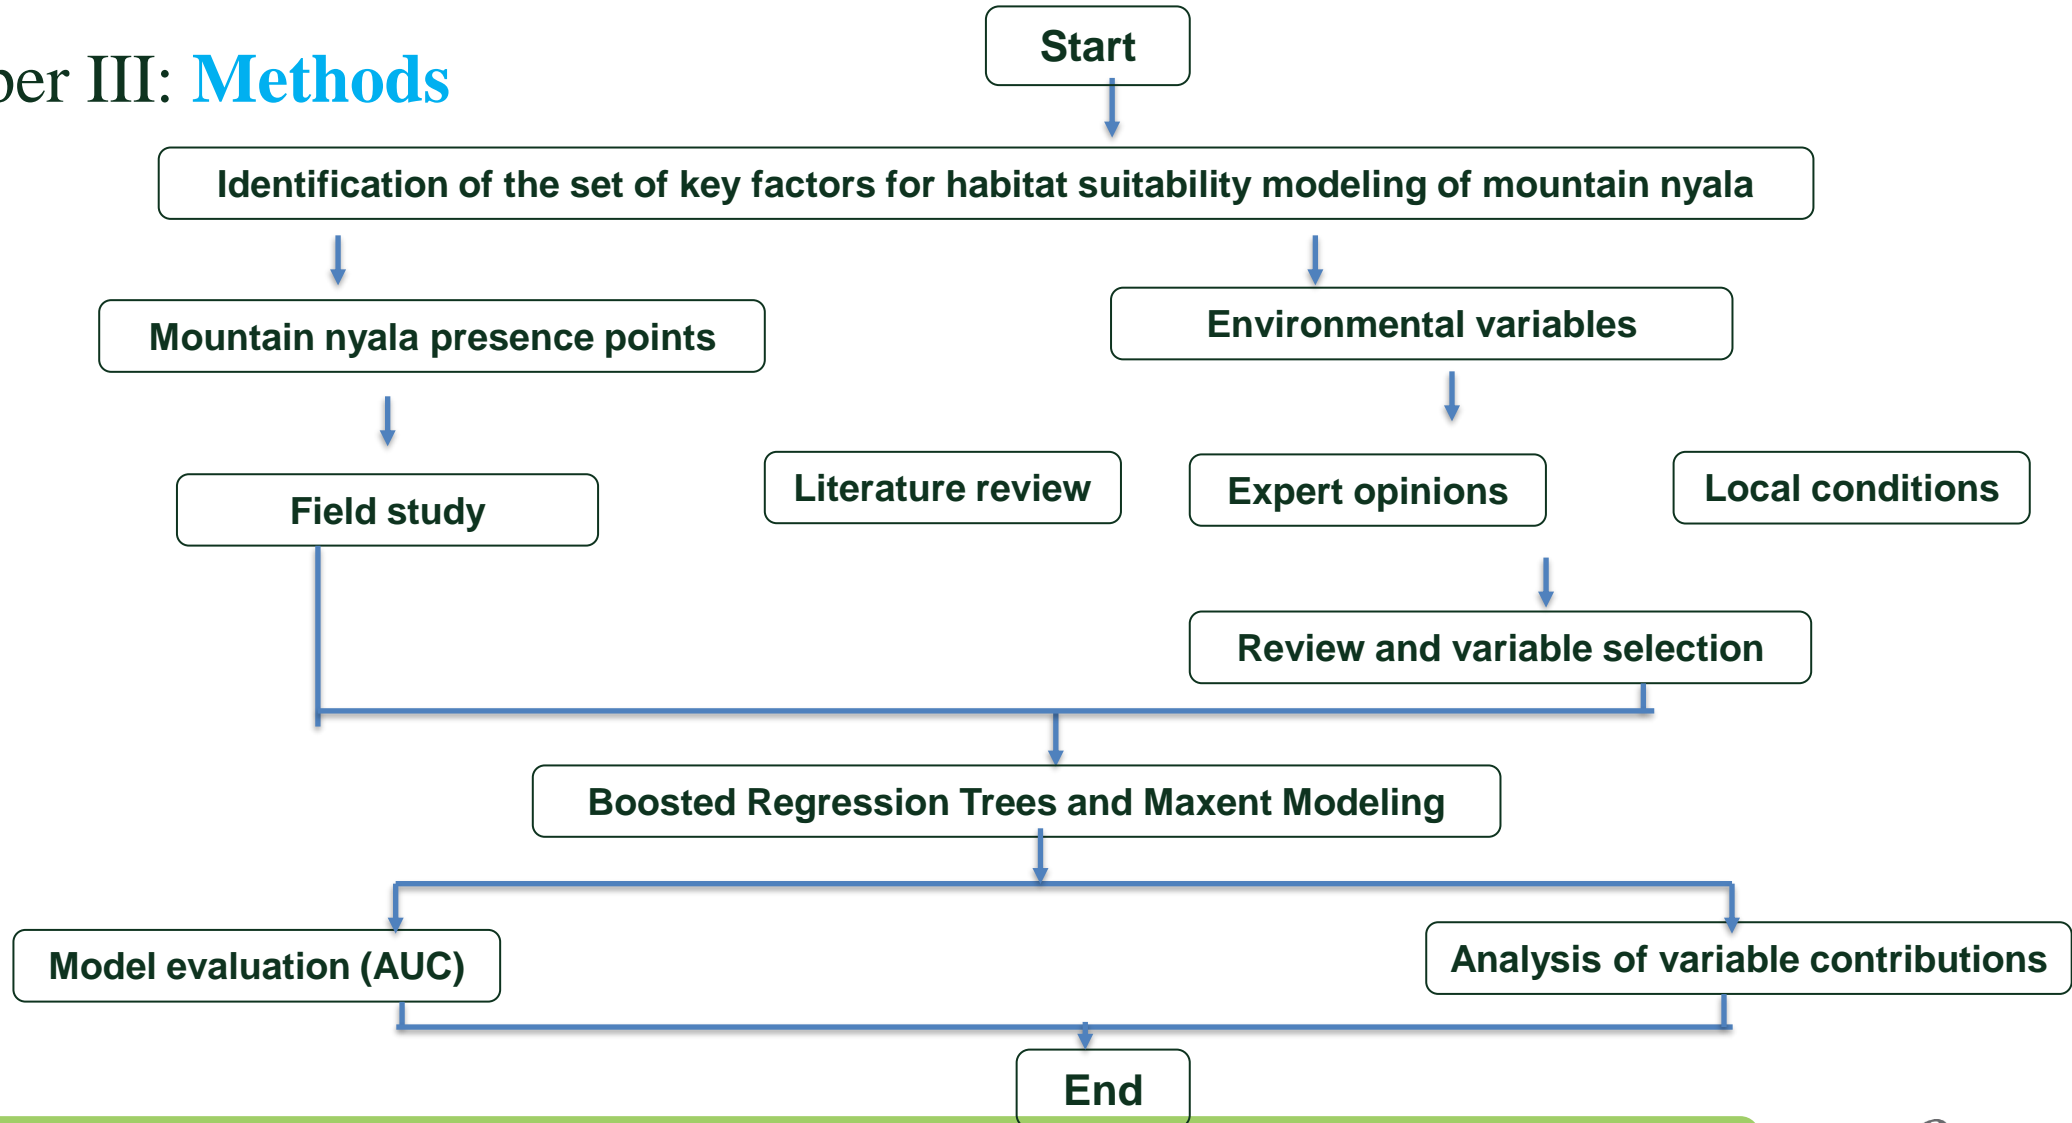 Start
per III: Methods
Identification of the set of key factors for habitat suitability modeling of mountain nyala
Mountain nyala presence points
Environmental variables
Field study
Literature review
Expert opinions
Local conditions
Review and variable selection
Boosted Regression Trees and Maxent Modeling
Model evaluation (AUC)
Analysis of variable contributions
End